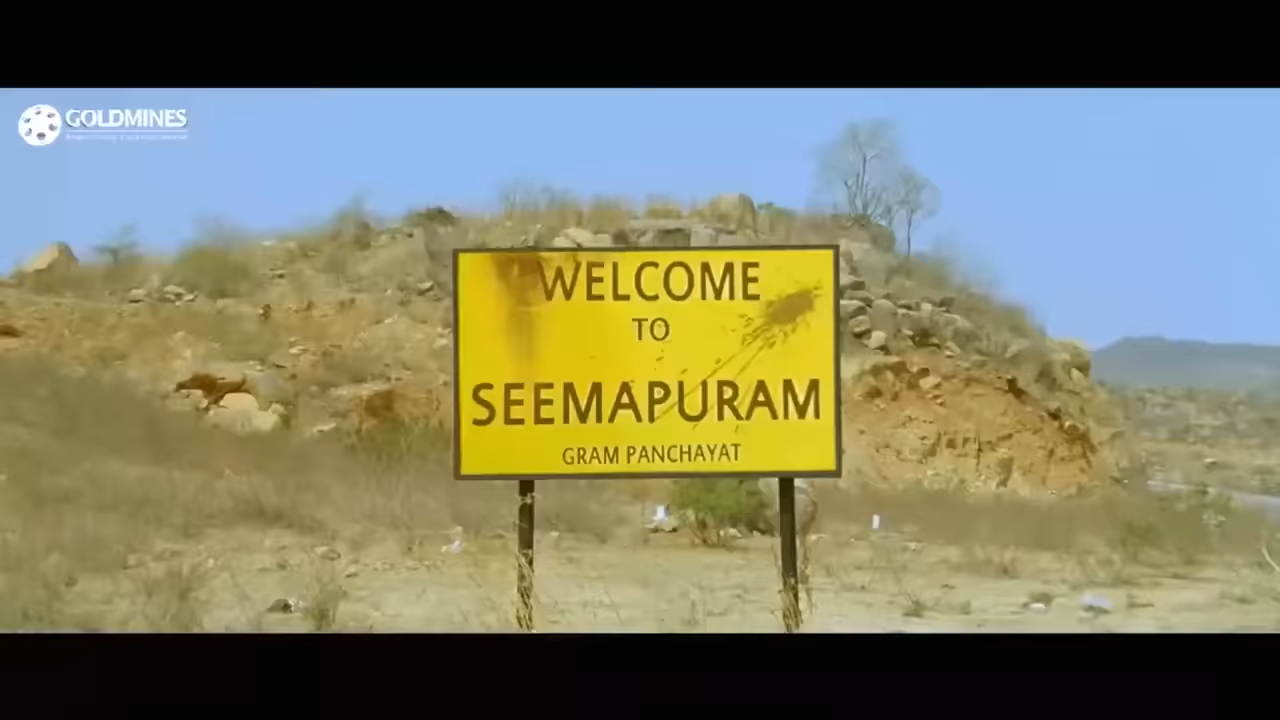 GOLDMINES
WELCOME
TO
SEEMAPURAM
GRAM PANCHAYAT